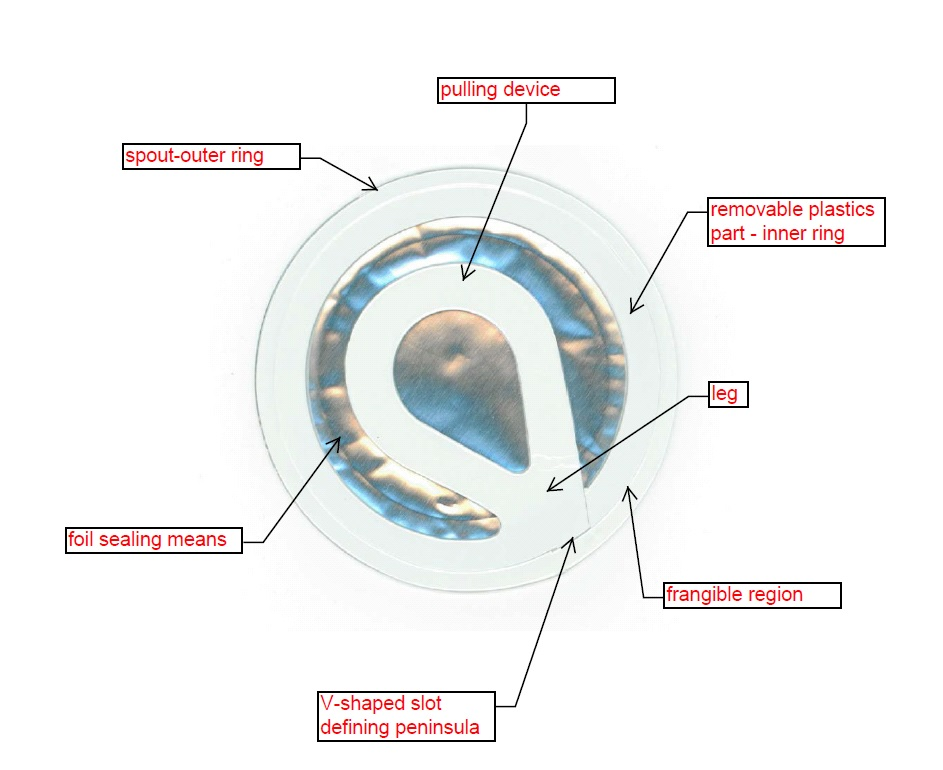 pulling device
spout-outer ring
removable plastics
part - inner ring
leg
foil sealing means
frangible region
V-shaped slot
defining peninsula